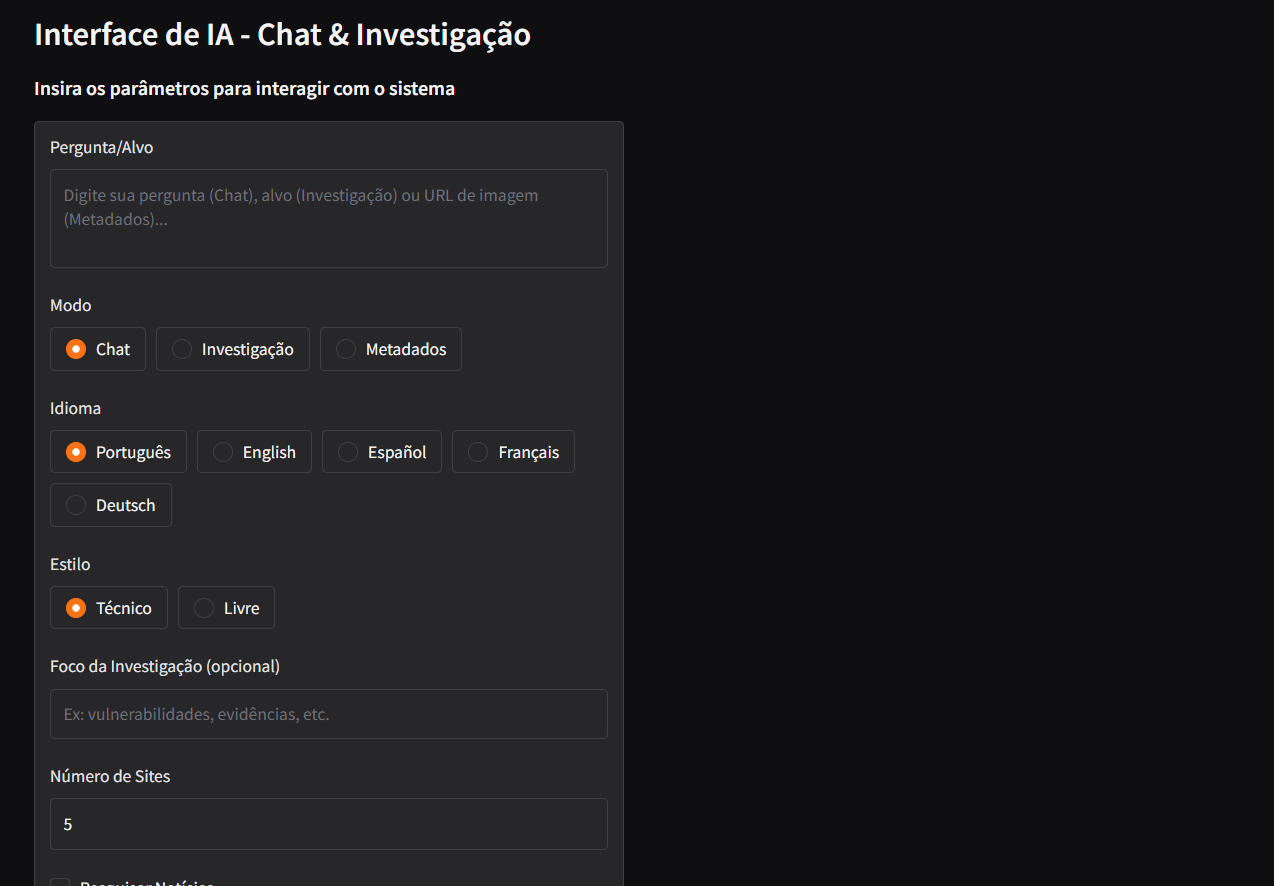 Interface de IA - Chat & Investigação
Insira os parâmetros para interagir com o sistema
Pergunta/Alvo
Digite sua pergunta (Chat), alvo (Investigação) ou URL de imagem
(Metadados)...
Modo
Chat
Investigação
Metadados
Idioma
Português
English
Español
Français
Deutsch
Estilo
Técnico
Livre
Foco da Investigação (opcional)
Ex: vulnerabilidades, evidências, etc.
Número de Sites
5
Pesquisar Notícias